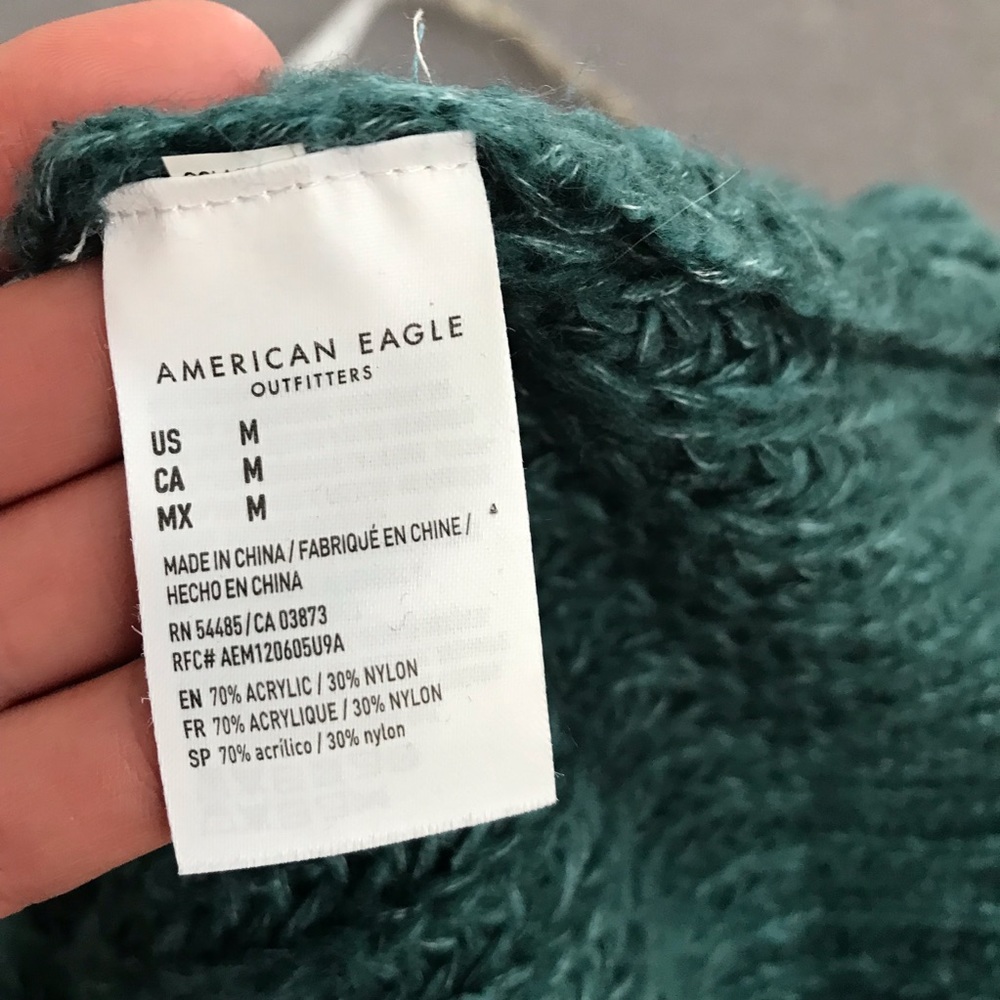 AMERICAN EAGLE
OUTFITTERS
US M
CA M
MX M
MADE IN CHINA / FABRIQUÉ EN CHINE /
HECHO EN CHINA
RN 54485 / CA 03873
RFC# AEM120605U9A
EN 70% ACRYLIC / 30% NYLON
FR 70% ACRYLIQUE / 30% NYLON
SP 70% acrílico / 30% nylon